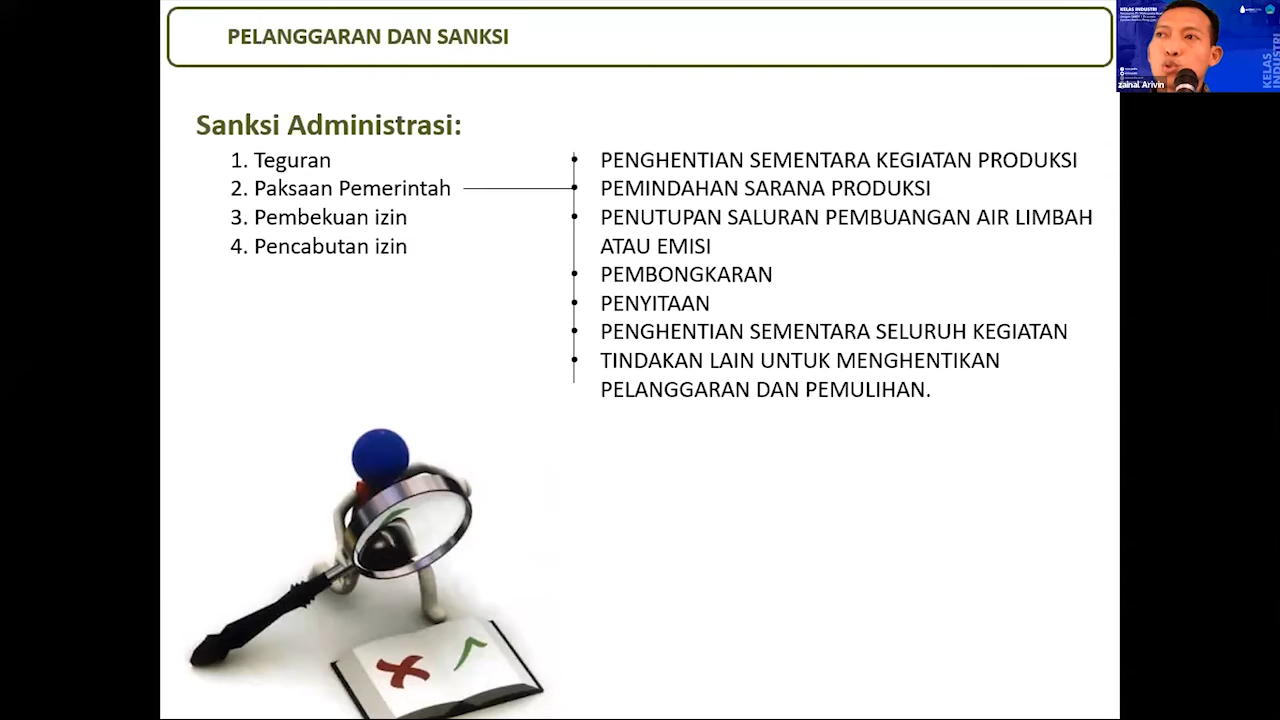 PELANGGARAN DAN SANKSI
Sanksi Administrasi:
1. Teguran
2. Paksaan Pemerintah
3. Pembekuan izin
4. Pencabutan izin
• PENGHENTIAN SEMENTARA KEGIATAN PRODUKSI
• PEMINDAHAN SARANA PRODUKSI
• PENUTUPAN SALURAN PEMBUANGAN AIR LIMBAH
ATAU EMISI
• PEMBONGKARAN
• PENYITAAN
• PENGHENTIAN SEMENTARA SELURUH KEGIATAN
• TINDAKAN LAIN UNTUK MENGHENTIKAN
PELANGGARAN DAN PEMULIHAN.
KELAS INDUSTRI
zainal Arivin
KELAS
INDUSTRI